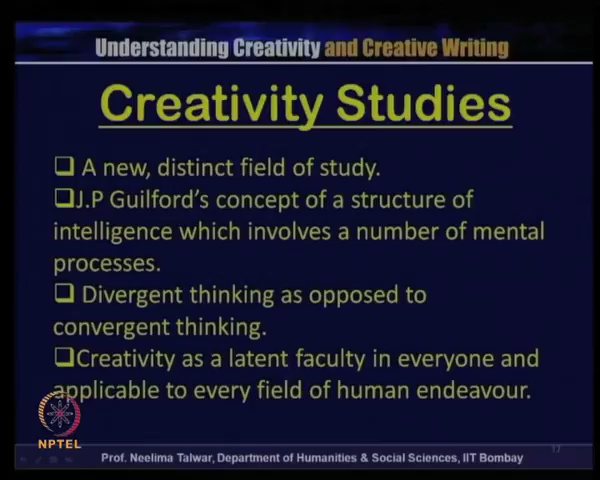 Understanding Creativity and Creative Writing
Creativity Studies
❑ A new, distinct field of study.
❑J.P Guilford's concept of a structure of
intelligence which involves a number of mental
processes.
❑ Divergent thinking as opposed to
convergent thinking.
❑Creativity as a latent faculty in everyone and
applicable to every field of human endeavour.
NPTEL
17
Prof. Neelima Talwar, Department of Humanities & Social Sciences, IIT Bombay